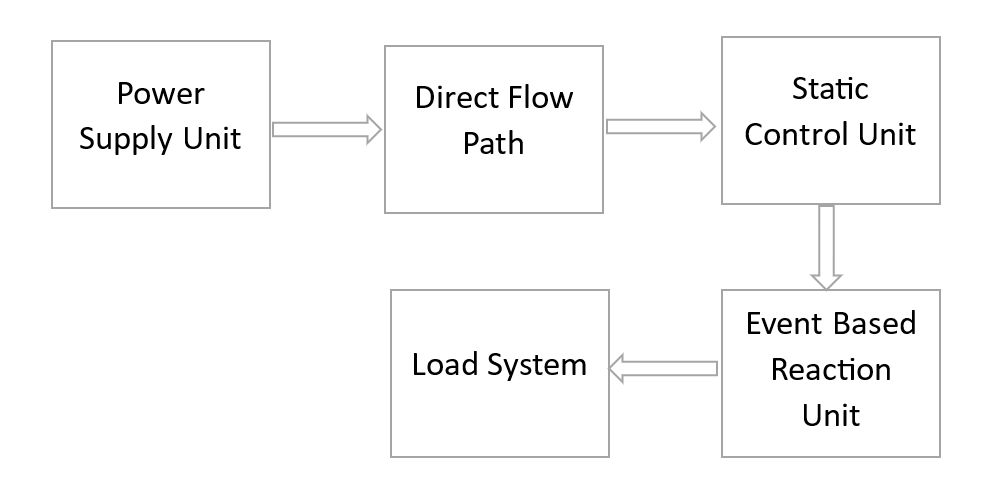 Power
Supply Unit
Direct Flow
Path
Static
Control Unit
Event Based
Reaction
Unit
Load System